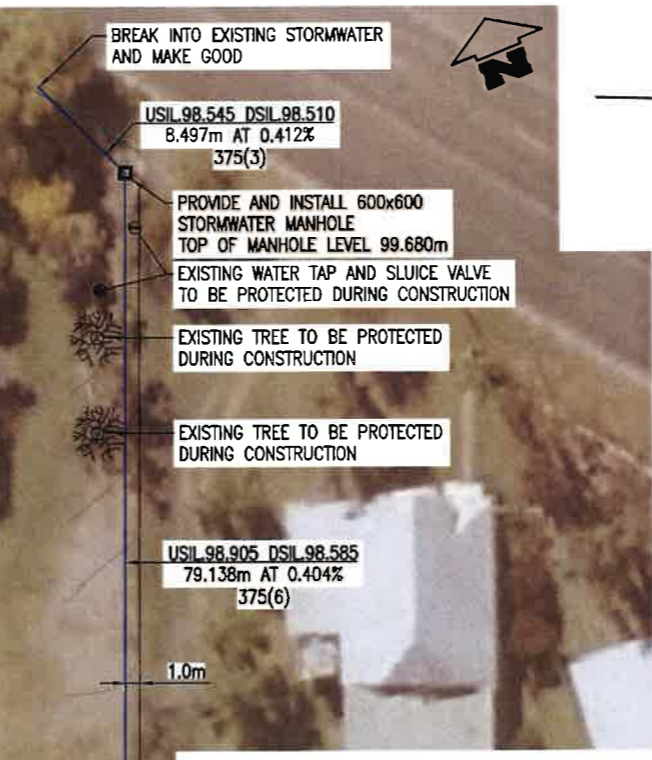 BREAK INTO EXISTING STORMWATER
AND MAKE GOOD
N
USIL.98.545 DSIL.98.510
8.497m AT 0.412%
375(3)
PROVIDE AND INSTALL 600x600
STORMWATER MANHOLE
TOP OF MANHOLE LEVEL 99.680m
EXISTING WATER TAP AND SLUICE VALVE
TO BE PROTECTED DURING CONSTRUCTION
EXISTING TREE TO BE PROTECTED
DURING CONSTRUCTION
EXISTING TREE TO BE PROTECTED
DURING CONSTRUCTION
USIL.98.905 DSIL.98.585
79.138m AT 0.404%
375(6)
1.0m